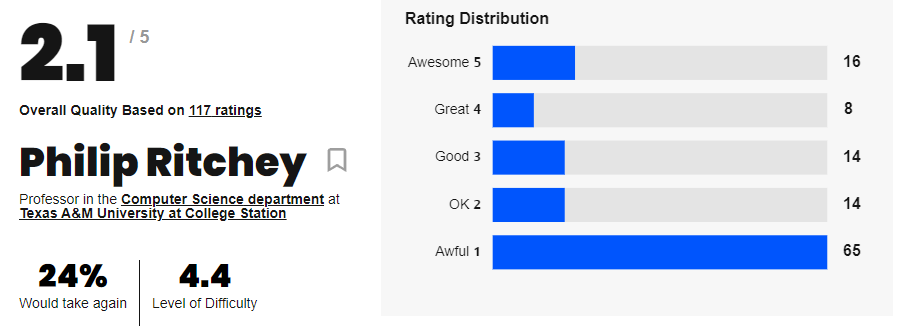 2.1 / 5
Overall Quality Based on 117 ratings
Philip Ritchey
Professor in the Computer Science department at
Texas A&M University at College Station
24%
Would take again
4.4
Level of Difficulty
Rating Distribution
Awesome 5 16
Great 4 8
Good 3 14
OK 2 14
Awful 1 65